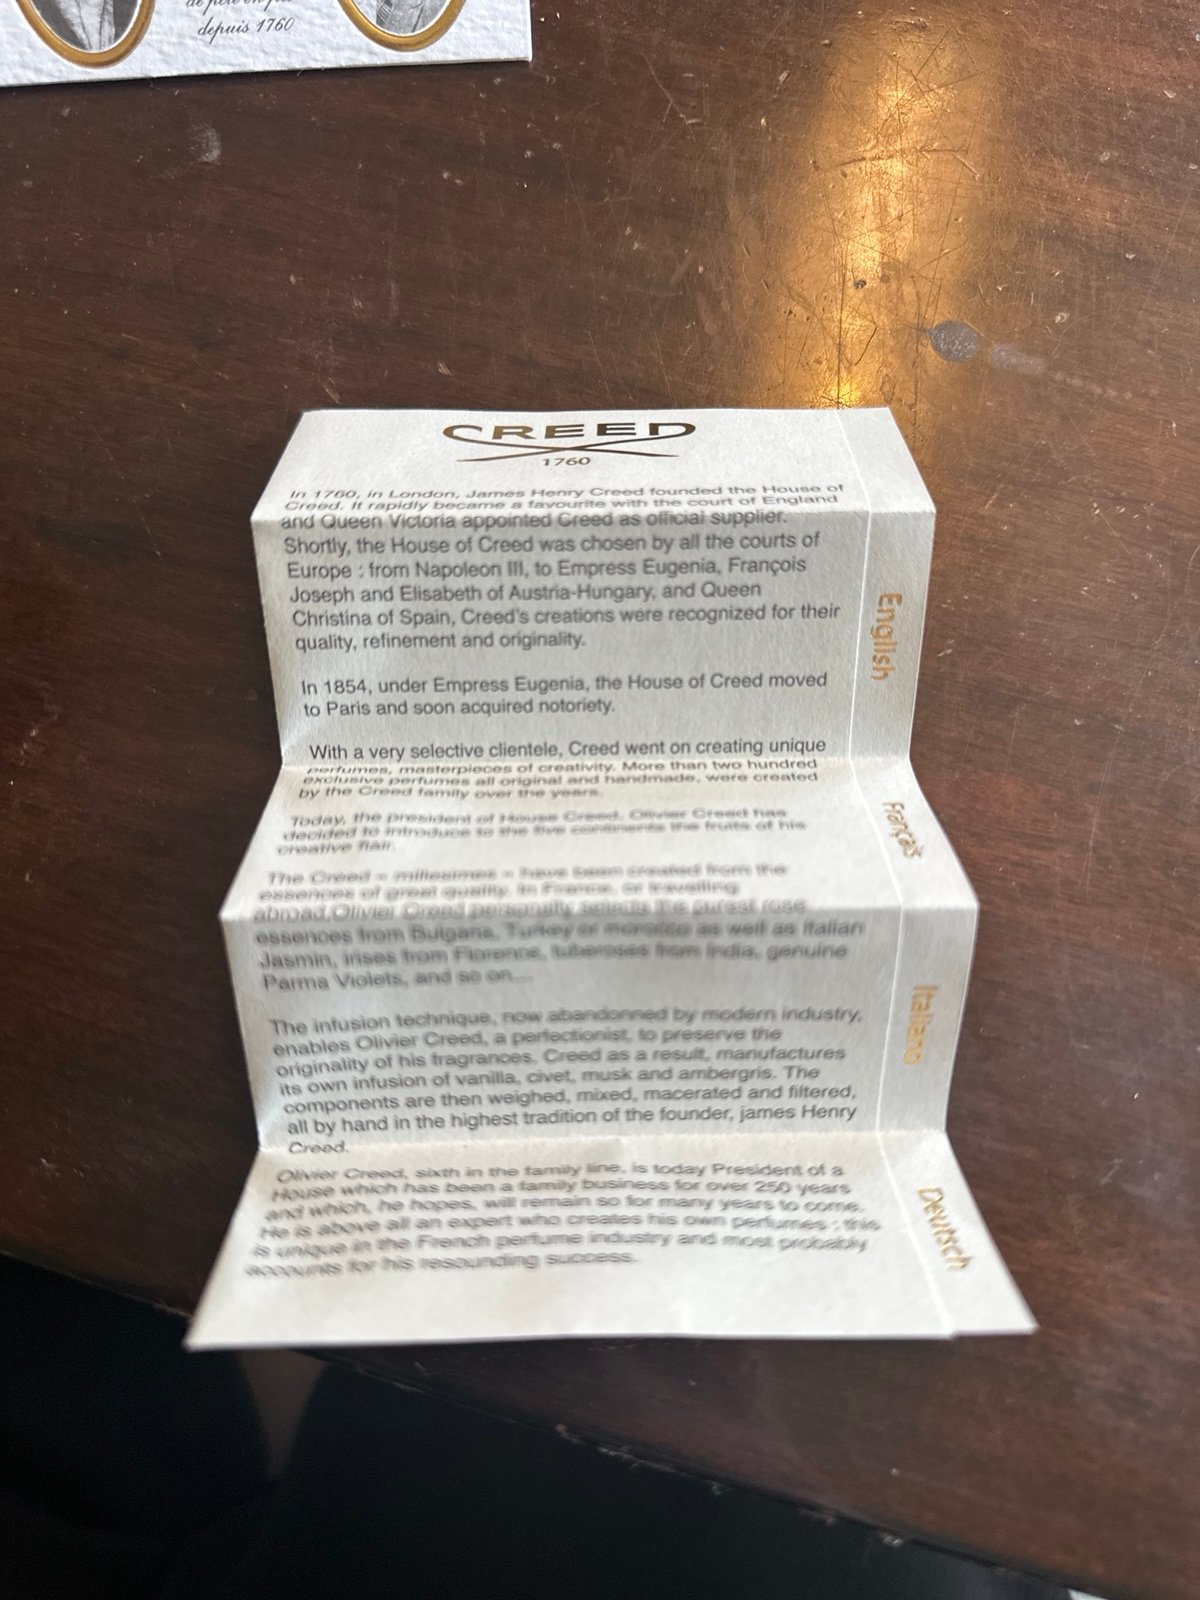 depuis 1760
CREED
1760
In 1760, in London, James Henry Creed founded the House of
Creed. It rapidly became a favourite with the court of England
and Queen Victoria appointed Creed as official supplier.
Shortly, the House of Creed was chosen by all the courts of
Europe : from Napoleon III, to Empress Eugenia, François
Joseph and Elisabeth of Austria-Hungary, and Queen
Christina of Spain, Creed's creations were recognized for their
quality, refinement and originality.
In 1854, under Empress Eugenia, the House of Creed moved
to Paris and soon acquired notoriety.
With a very selective clientele, Creed went on creating unique
perfumes, masterpieces of creativity. More than two hundred
exclusive perfumes all original and handmade, were created
by the Creed family over the years.
Today, the president of House Creed, Olivier Creed has
decided to introduce to the five continents the fruits of his
creative flair.
The Creed « millesimes » have been created from the
essences of great quality. In France, or travelling
abroad,Olivier Creed personally selects the purest rose
essences from Bulgaria, Turkey or morocco as well as Italian
Jasmin, irises from Florence, tuberoses from India, genuine
Parma Violets, and so on...
The infusion technique, now abandonned by modern industry,
enables Olivier Creed, a perfectionist, to preserve the
originality of his fragrances. Creed as a result, manufactures
its own infusion of vanilla, civet, musk and ambergris. The
components are then weighed, mixed, macerated and filtered,
all by hand in the highest tradition of the founder, james Henry
Creed.
Olivier Creed, sixth in the family line, is today President of a
House which has been a family business for over 250 years
and which, he hopes, will remain so for many years to come.
He is above all an expert who creates his own perfumes : this
is unique in the French perfume industry and most probably
accounts for his resounding success.
English
Français
Italiano
Deutsch